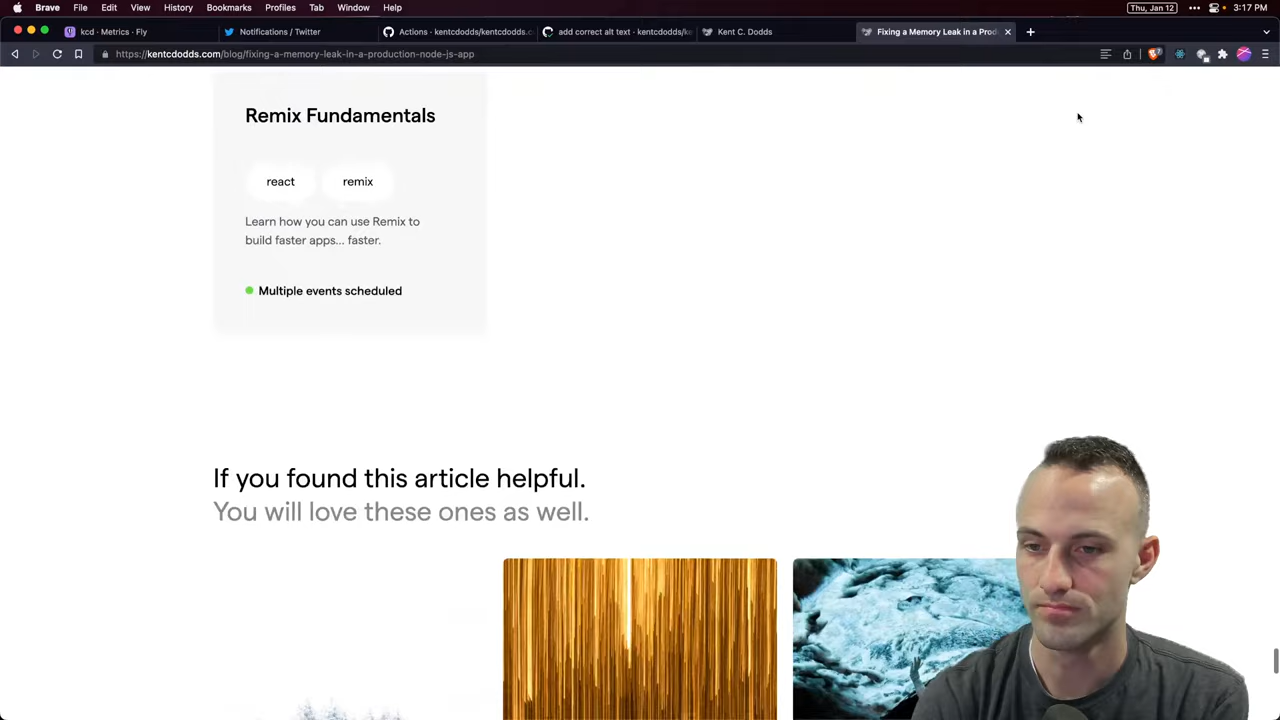 Brave File Edit View History Bookmarks Profiles Tab Window Help Thu, Jan 12 3:17 PM
kcd - Metrics · Fly Notifications / Twitter Actions · kentcdodds/kentcdodds.c add correct alt text · kentcdodds/k Kent C. Dodds Fixing a Memory Leak in a Prod
https://kentcdodds.com/blog/fixing-a-memory-leak-in-a-production-node-js-app
Remix Fundamentals
react remix
Learn how you can use Remix to
build faster apps... faster.
Multiple events scheduled
If you found this article helpful.
You will love these ones as well.